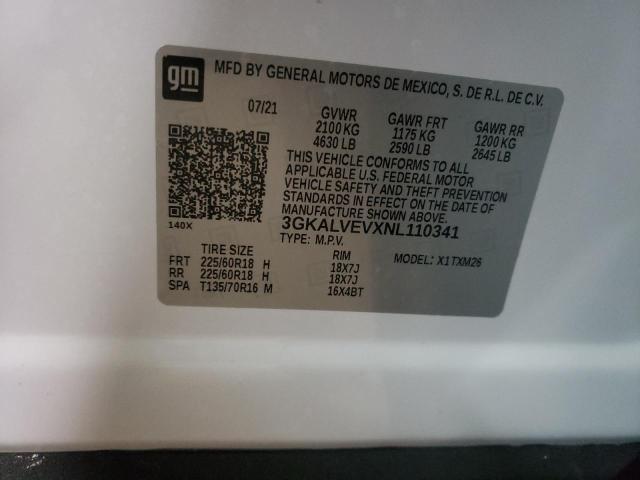 gm MFD BY GENERAL MOTORS DE MEXICO, S. DE R.L. DE C.V.
07/21 GVWR GAWR FRT GAWR RR
2100 KG 1175 KG 1200 KG
4630 LB 2590 LB 2645 LB
THIS VEHICLE CONFORMS TO ALL
APPLICABLE U.S. FEDERAL MOTOR
VEHICLE SAFETY AND THEFT PREVENTION
STANDARDS IN EFFECT ON THE DATE OF
MANUFACTURE SHOWN ABOVE.
140X 3GKALVEVXNL110341
TYPE: M.P.V.
TIRE SIZE RIM MODEL: X1TXM26
FRT 225/60R18 H 18X7J
RR 225/60R18 H 18X7J
SPA T135/70R16 M 16X4BT